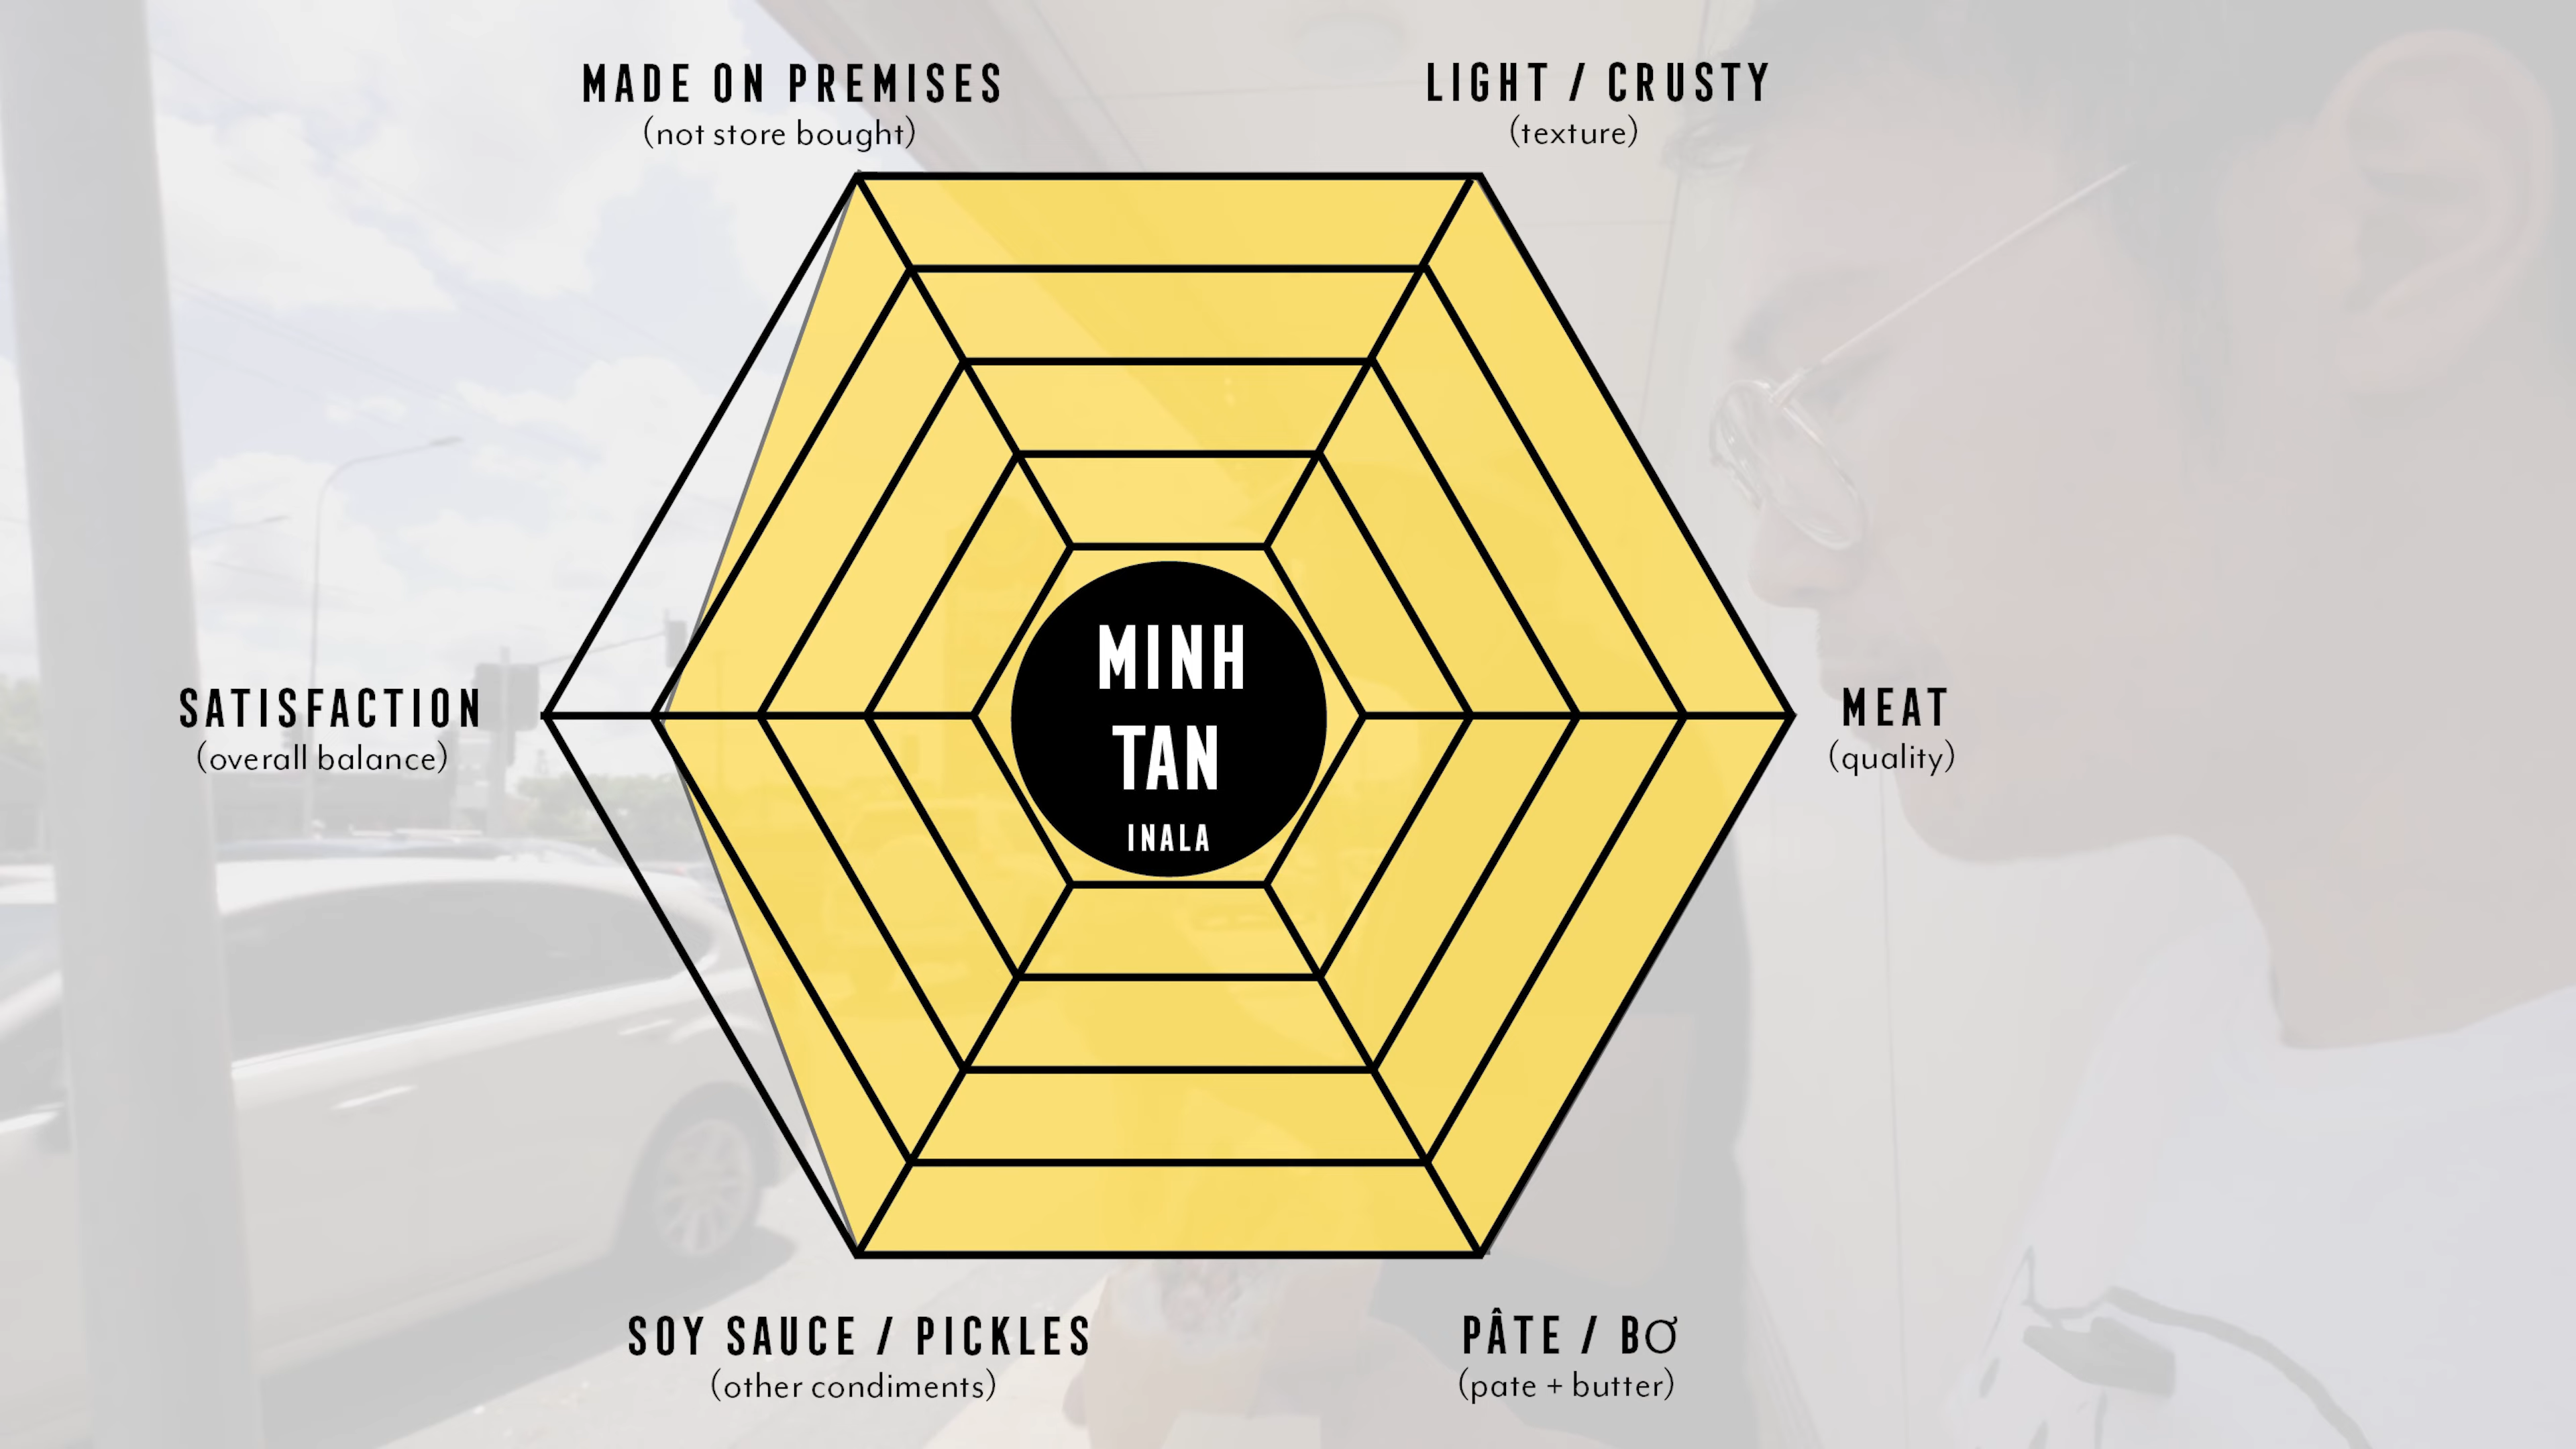 MADE ON PREMISES
(not store bought)
LIGHT / CRUSTY
(texture)
SATISFACTION
(overall balance)
MINH
TAN
INALA
MEAT
(quality)
SOY SAUCE / PICKLES
(other condiments)
PÂTE / BƠ
(pate + butter)